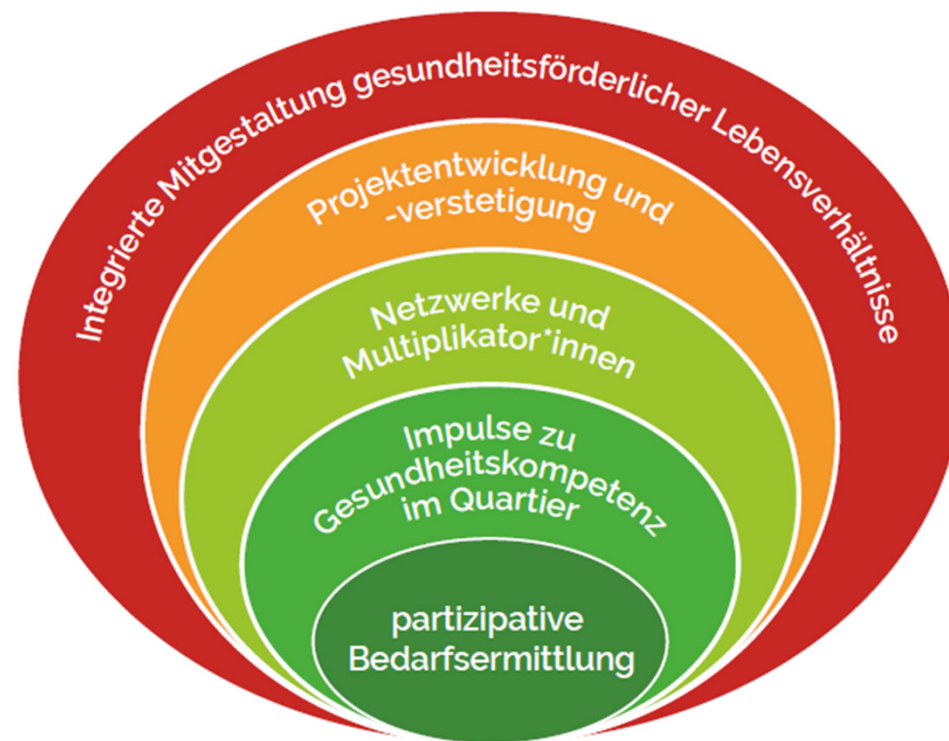 Integrierte Mitgestaltung gesundheitsförderlicher Lebensverhältnisse
Projektentwicklung und
-verstetigung
Netzwerke und
Multiplikator*innen
Impulse zu
Gesundheitskompetenz
im Quartier
partizipative
Bedarfsermittlung